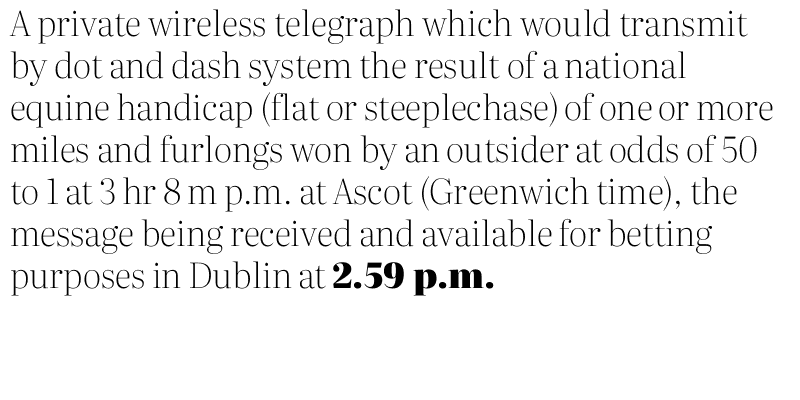 A private wireless telegraph which would transmit
by dot and dash system the result of a national
equine handicap (flat or steeplechase) of one or more
miles and furlongs won by an outsider at odds of 50
to 1 at 3 hr 8 m p.m. at Ascot (Greenwich time), the
message being received and available for betting
purposes in Dublin at 2.59 p.m.